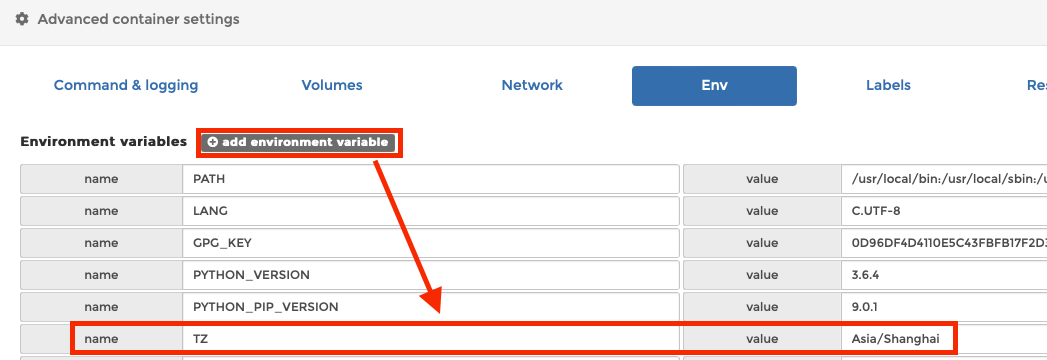 Advanced container settings
Command & logging Volumes Network Env Labels Re
Environment variables add environment variable
name PATH value /usr/local/bin:/usr/local/sbin:/u
name LANG value C.UTF-8
name GPG_KEY value 0D96DF4D4110E5C43FBFB17F2D3
name PYTHON_VERSION value 3.6.4
name PYTHON_PIP_VERSION value 9.0.1
name TZ value Asia/Shanghai